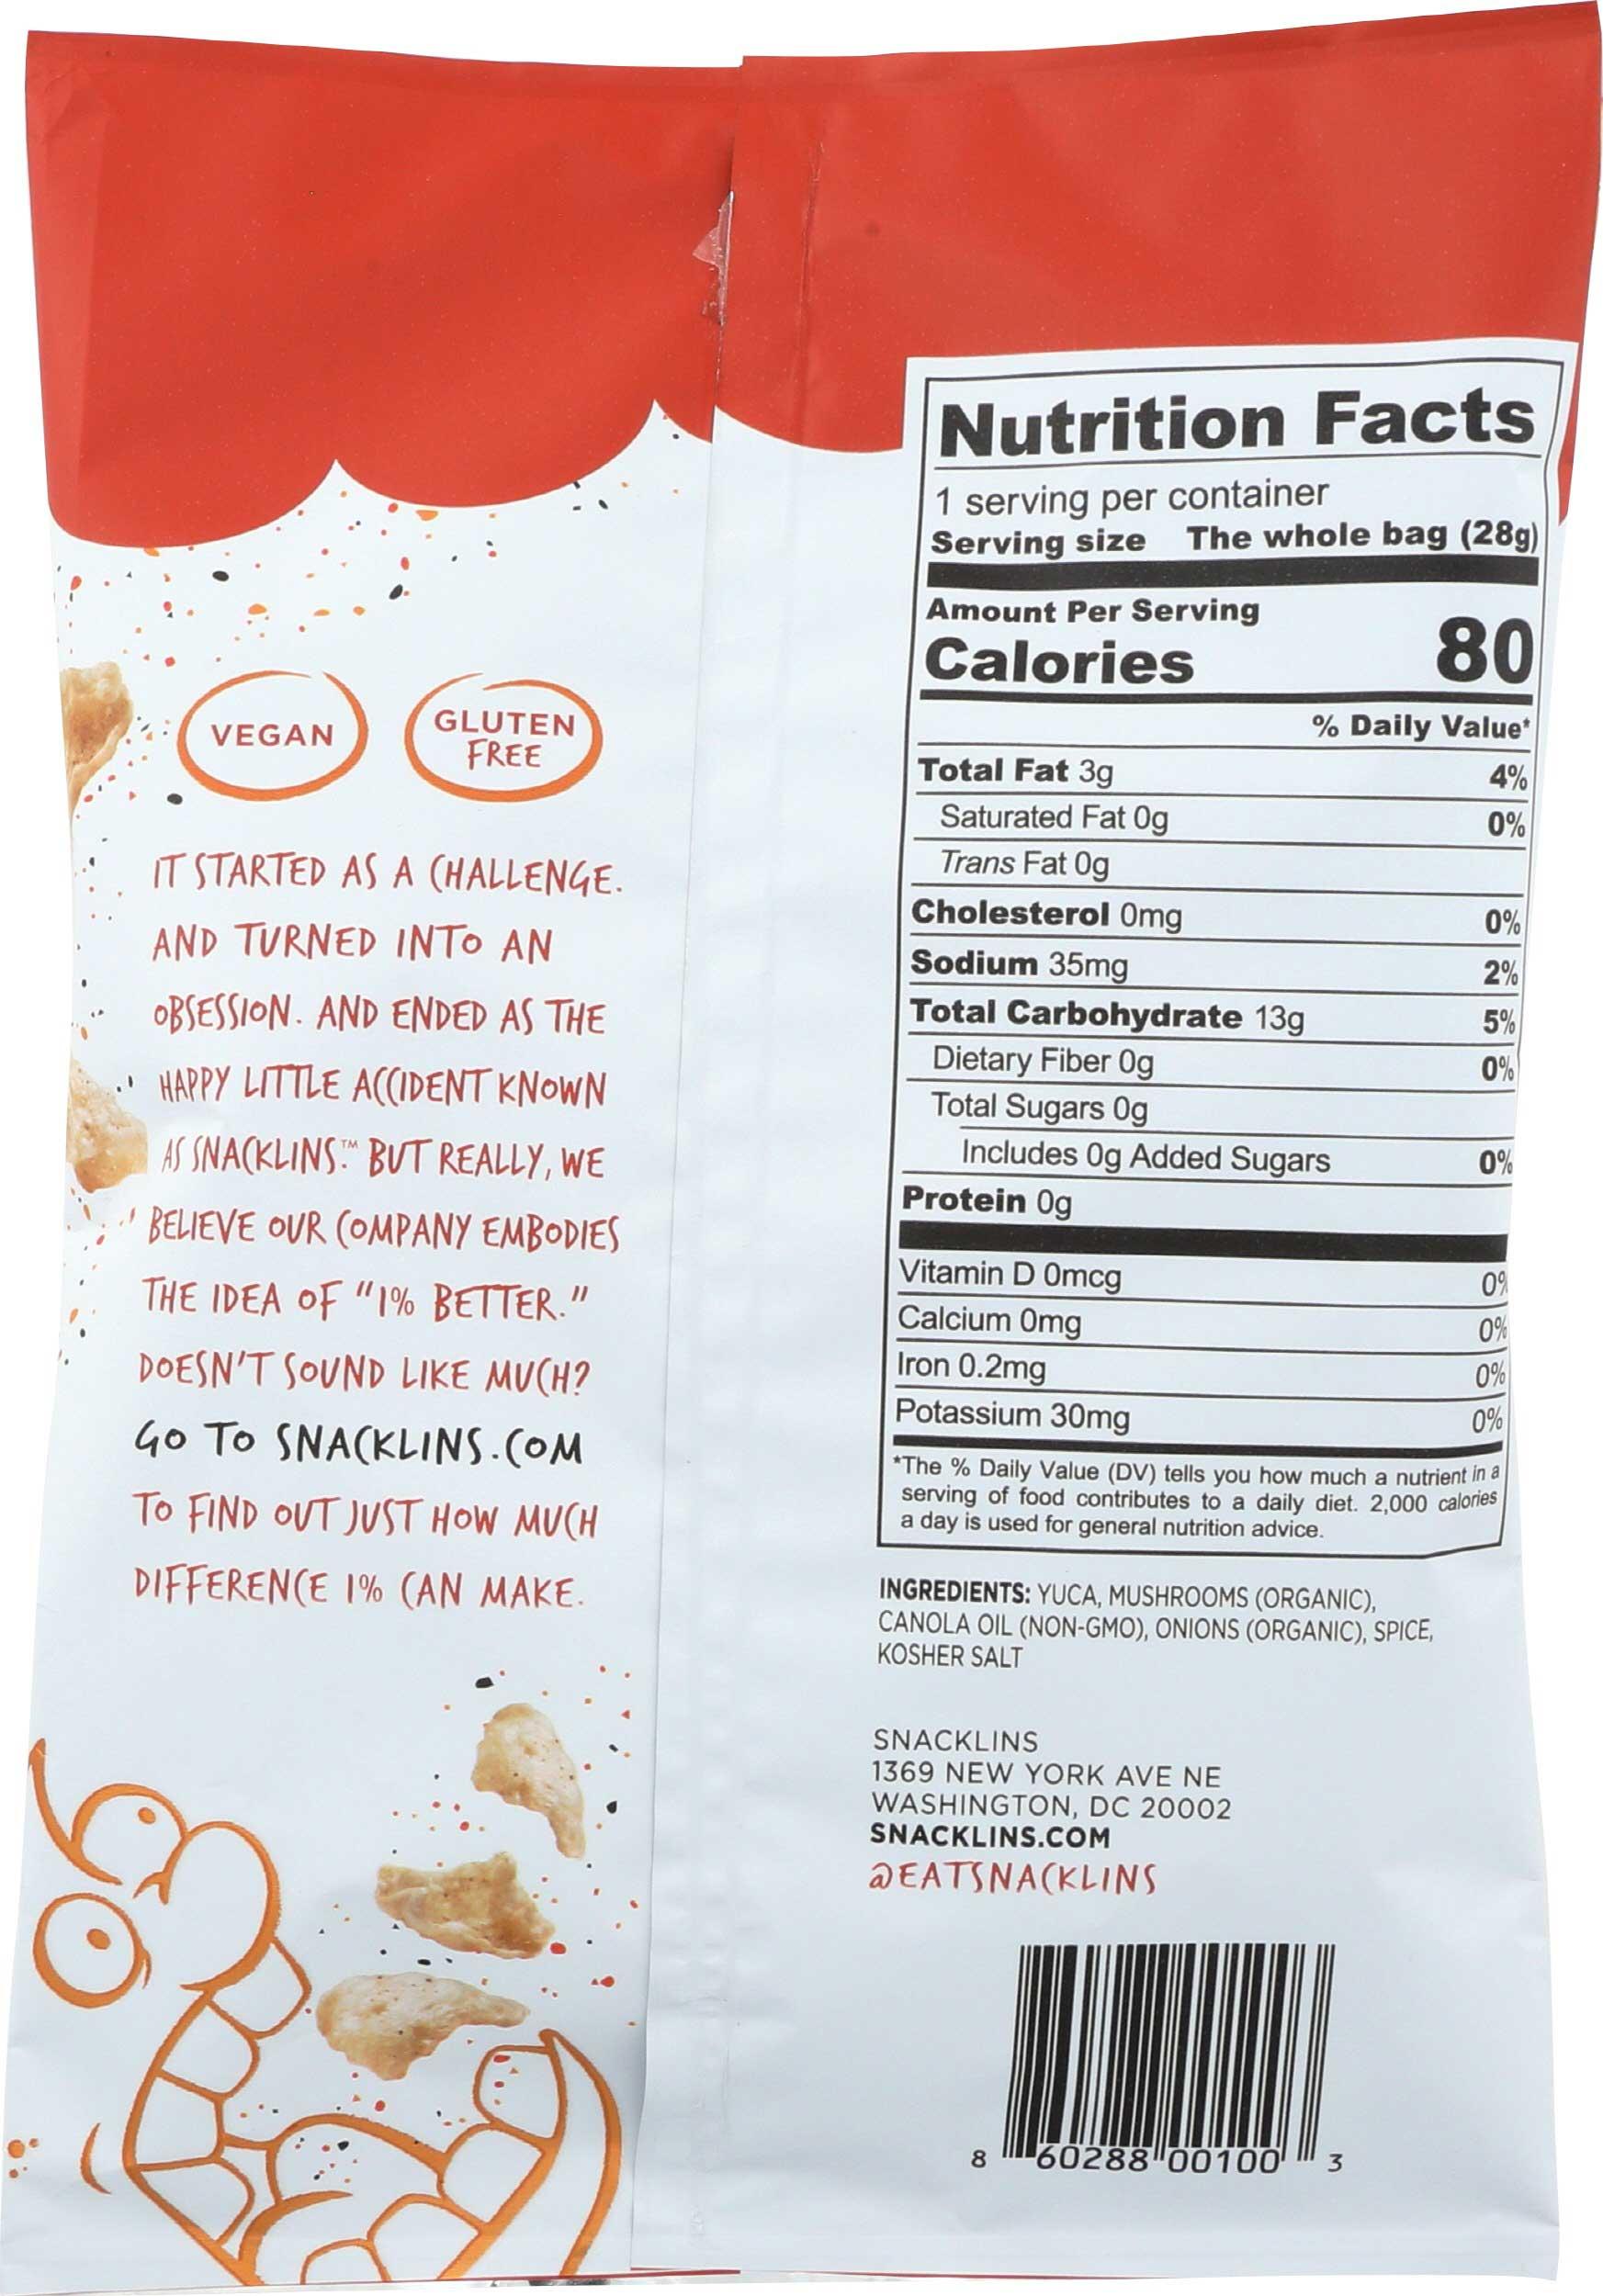 VEGAN
GLUTEN
FREE
IT STARTED AS A CHALLENGE.
AND TURNED INTO AN
OBSESSION. AND ENDED AS THE
HAPPY LITTLE ACCIDENT KNOWN
AS SNACKLINS.™ BUT REALLY, WE
BELIEVE OUR COMPANY EMBODIES
THE IDEA OF "1% BETTER."
DOESN'T SOUND LIKE MUCH?
GO TO SNACKLINS.COM
TO FIND OUT JUST HOW MUCH
DIFFERENCE 1% CAN MAKE.
Nutrition Facts
1 serving per container
Serving size The whole bag (28g)
Amount Per Serving
Calories 80
% Daily Value*
Total Fat 3g 4%
Saturated Fat 0g 0%
Trans Fat 0g
Cholesterol 0mg 0%
Sodium 35mg 2%
Total Carbohydrate 13g 5%
Dietary Fiber 0g 0%
Total Sugars 0g
Includes 0g Added Sugars 0%
Protein 0g
Vitamin D 0mcg 0%
Calcium 0mg 0%
Iron 0.2mg 0%
Potassium 30mg 0%
*The % Daily Value (DV) tells you how much a nutrient in a
serving of food contributes to a daily diet. 2,000 calories
a day is used for general nutrition advice.
INGREDIENTS: YUCA, MUSHROOMS (ORGANIC),
CANOLA OIL (NON-GMO), ONIONS (ORGANIC), SPICE,
KOSHER SALT
SNACKLINS
1369 NEW YORK AVE NE
WASHINGTON, DC 20002
SNACKLINS.COM
@EATSNACKLINS
8 60288 00100 3